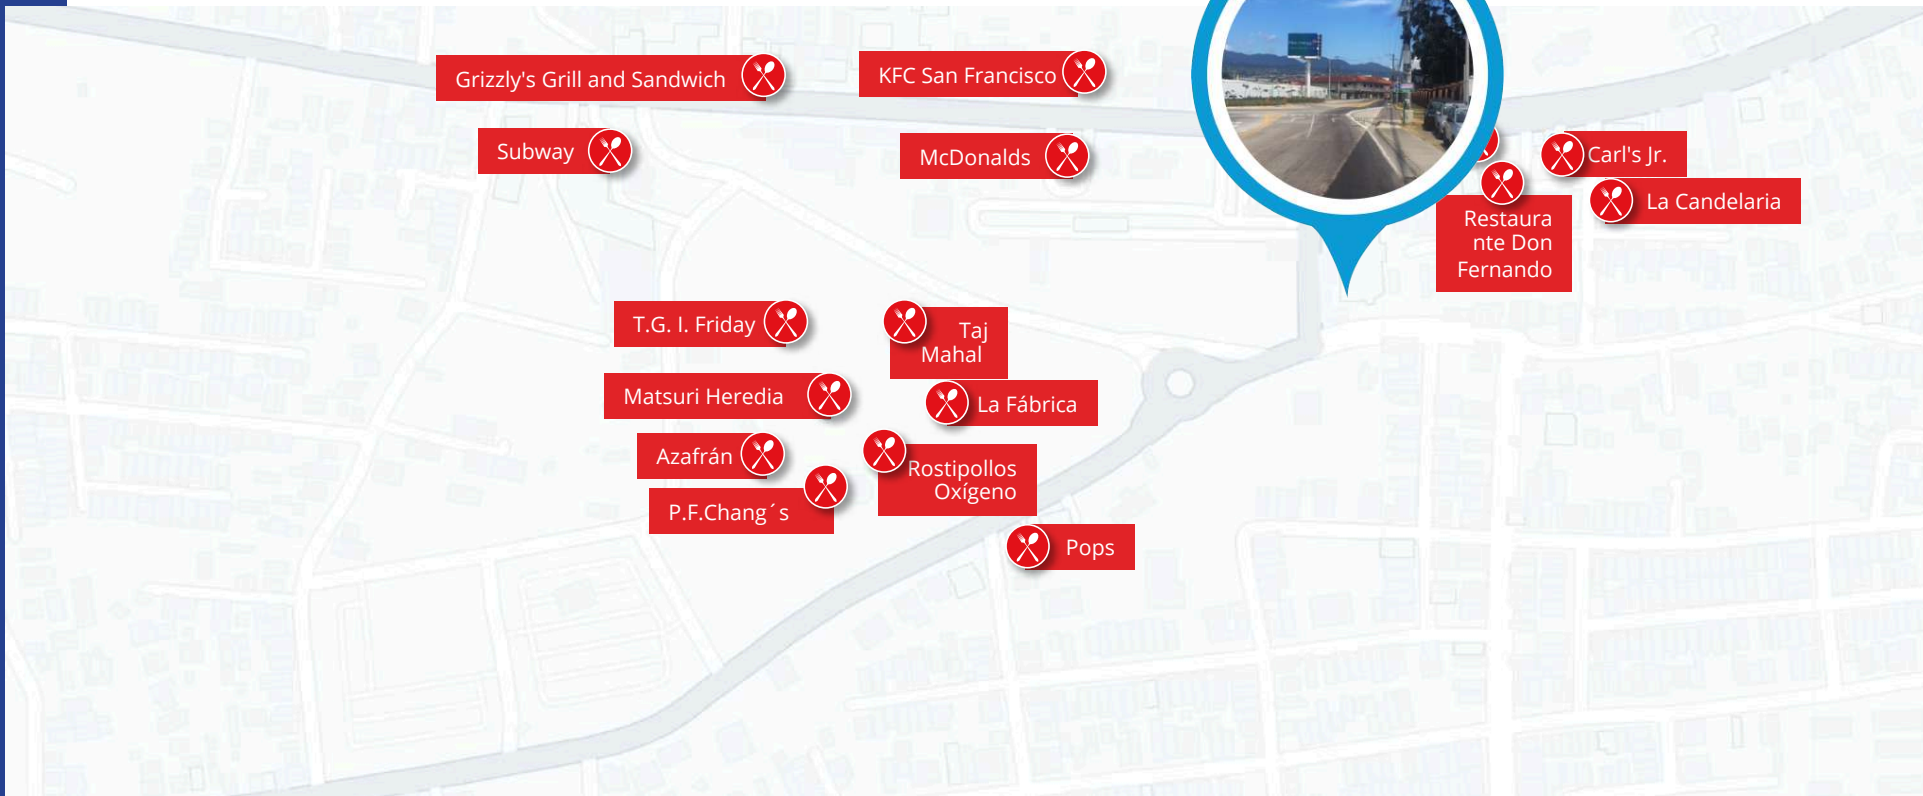 Grizzly's Grill and Sandwich
KFC San Francisco
Subway
McDonalds
Carl's Jr.
La Candelaria
Restaura
nte Don
Fernando
T.G. I. Friday
Taj
Mahal
Matsuri Heredia
La Fábrica
Azafrán
Rostipollos
Oxígeno
P.F.Chang´s
Pops